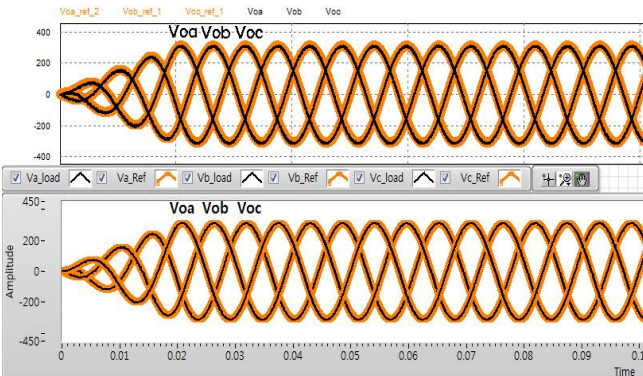 Voa_ref_2 Vob_ref_1 Voc_ref_1 Voa Vob Voc
Voa Vob Voc
400
200
0
-200
-400
Va_load Va_Ref Vb_load Vb_Ref Vc_load Vc_Ref
Voa Vob Voc
450
200
0
-200
-450
Amplitude
0 0.01 0.02 0.03 0.04 0.05 0.06 0.07 0.08 0.09 0.1
Time